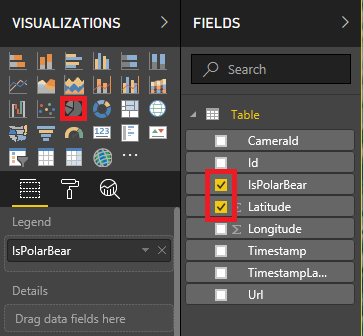 VISUALIZATIONS
Legend
IsPolarBear
Details
Drag data fields here
FIELDS
Search
Table
CameraId
Id
IsPolarBear
Σ Latitude
Σ Longitude
Timestamp
TimestampLa...
Url